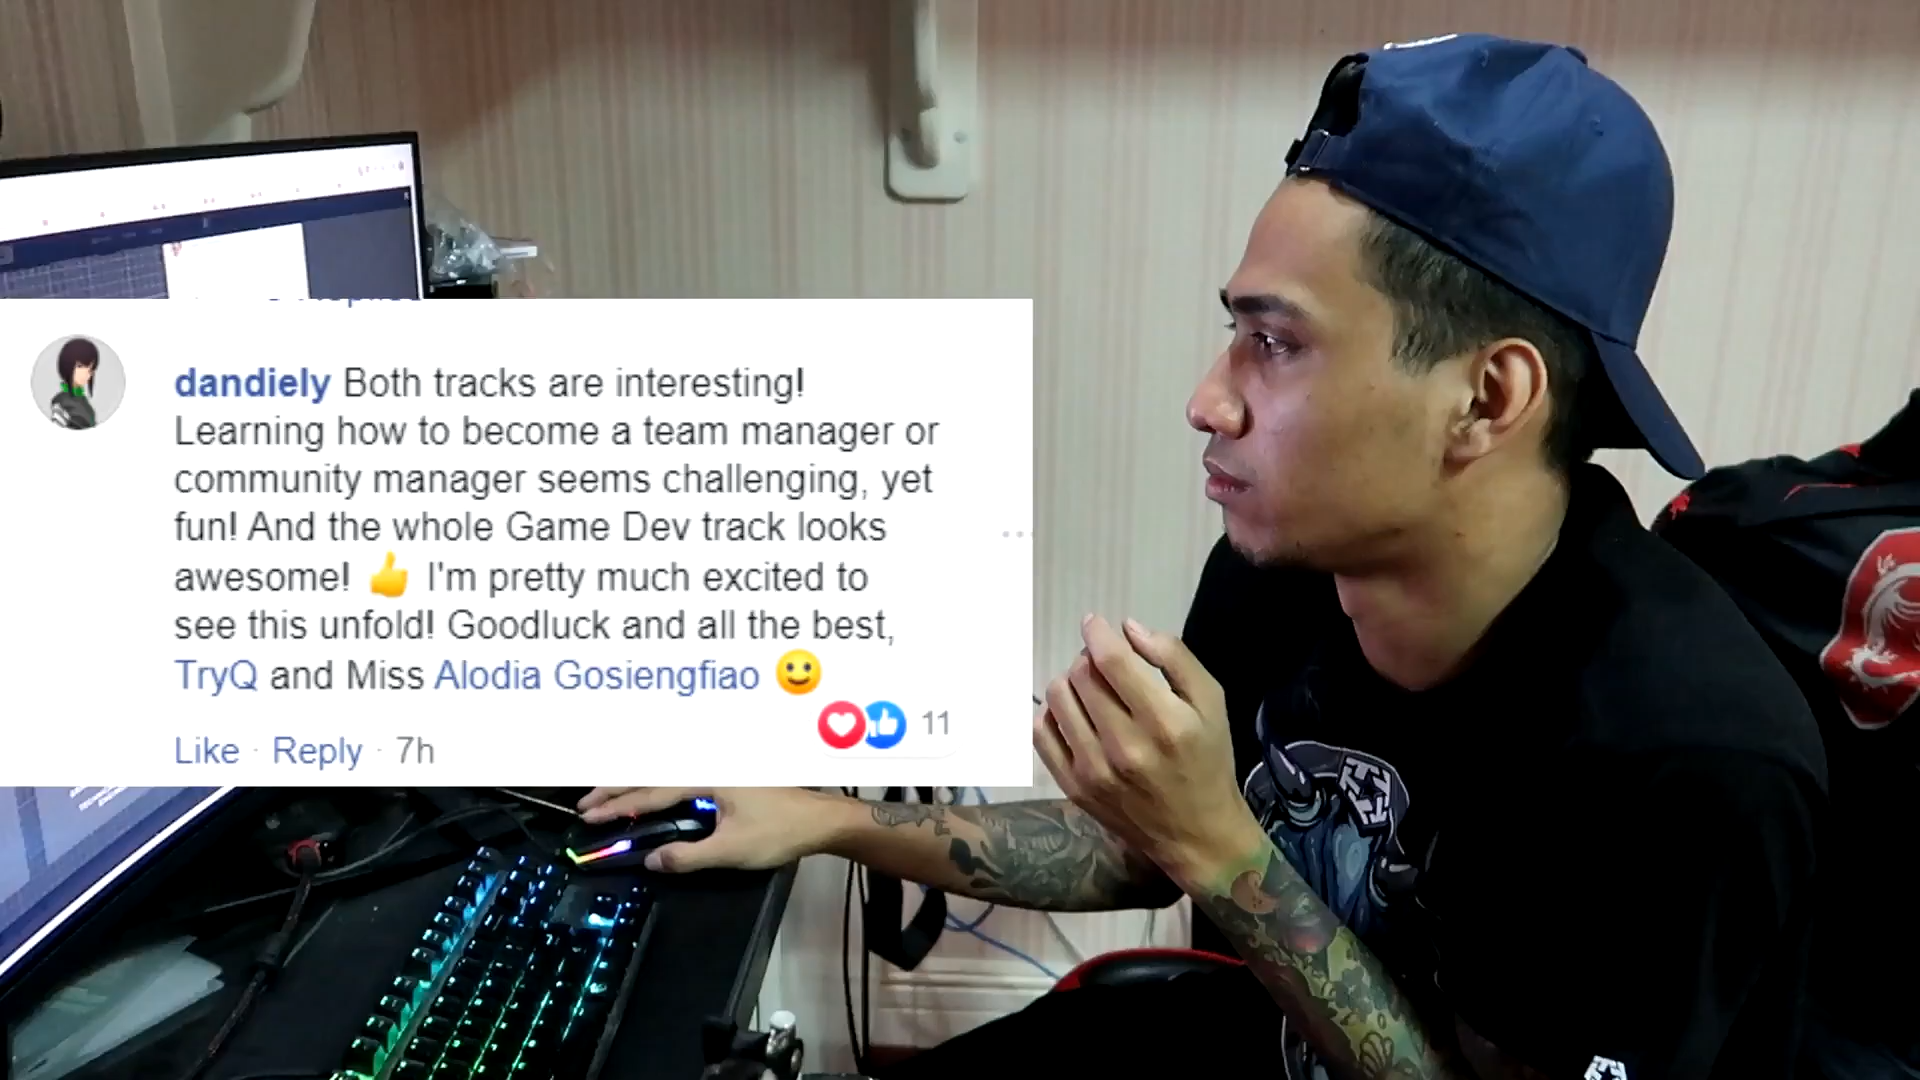 dandiely Both tracks are interesting!
Learning how to become a team manager or
community manager seems challenging, yet
fun! And the whole Game Dev track looks
awesome! 👍 I'm pretty much excited to
see this unfold! Goodluck and all the best,
TryQ and Miss Alodia Gosiengfiao 🙂
11
Like · Reply · 7h